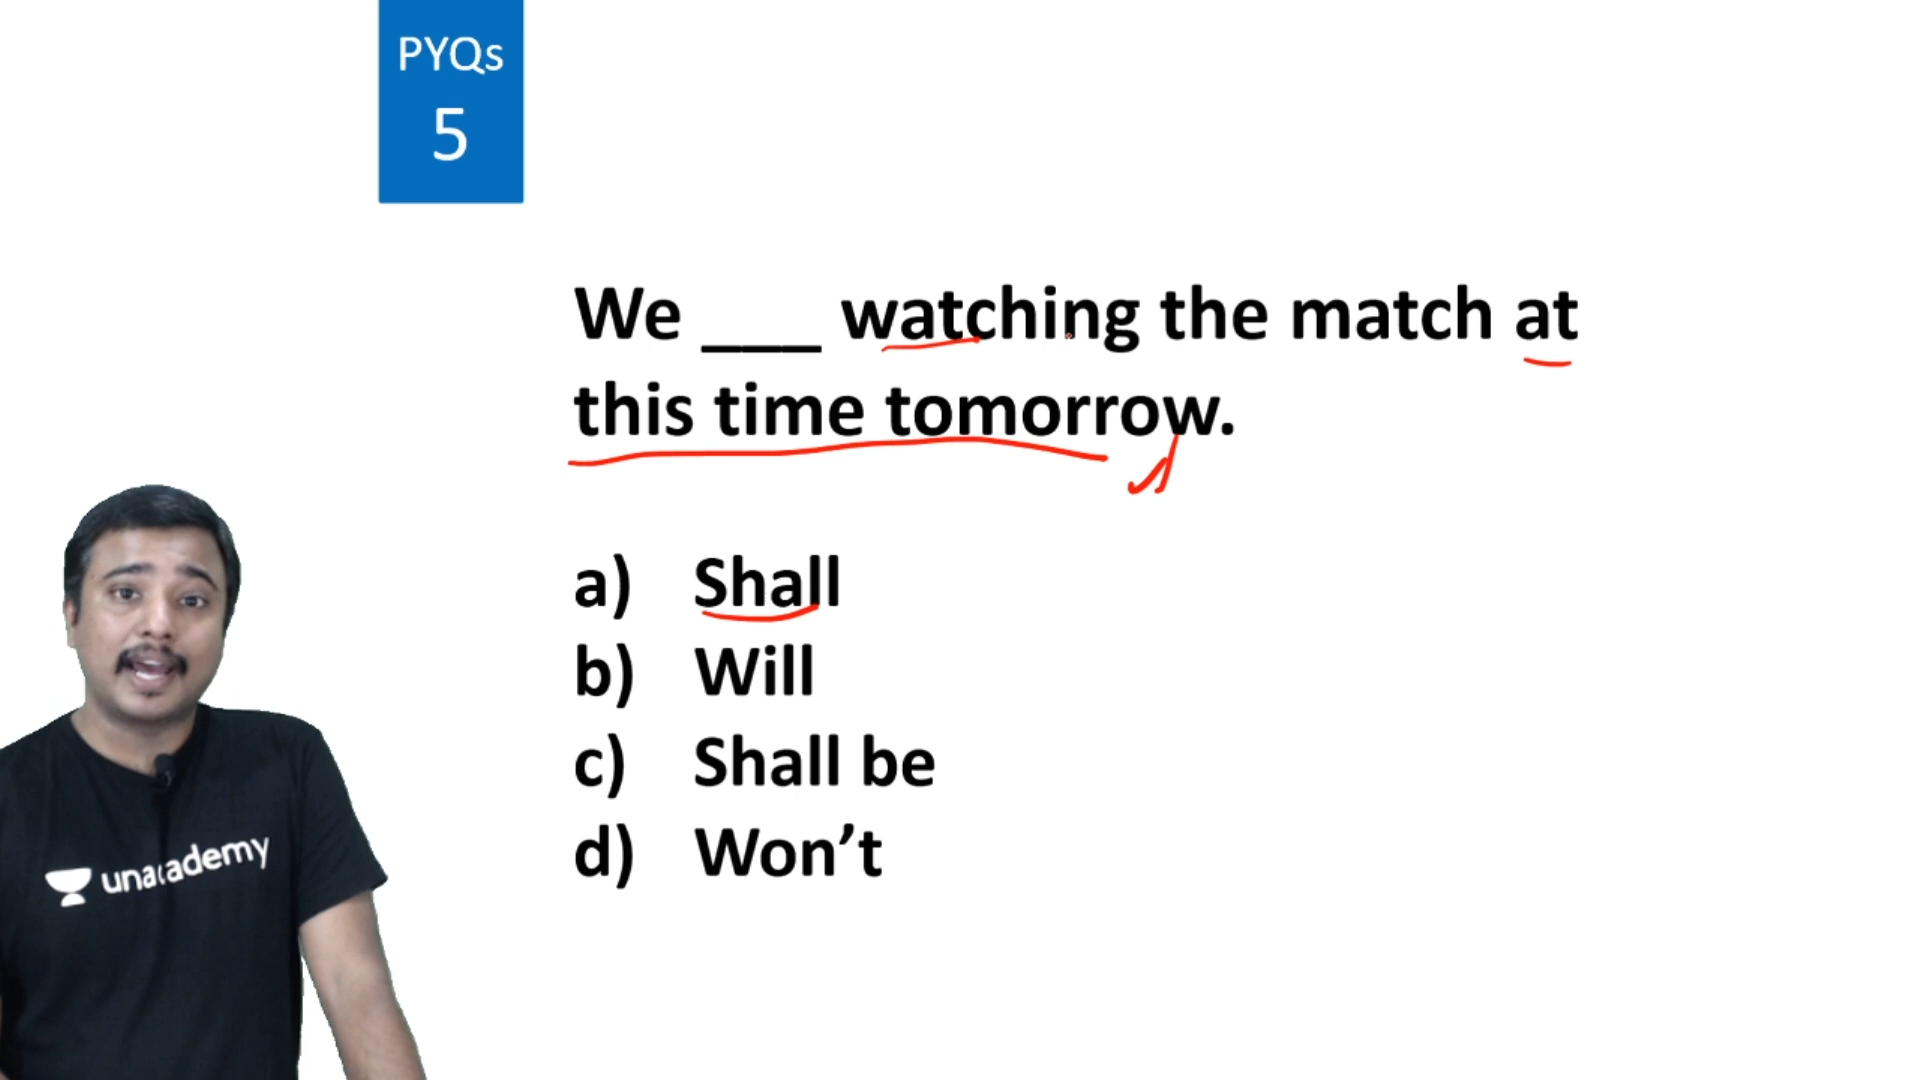 PYQs
5
We ___ watching the match at
this time tomorrow.
a) Shall
b) Will
c) Shall be
d) Won’t
unacademy